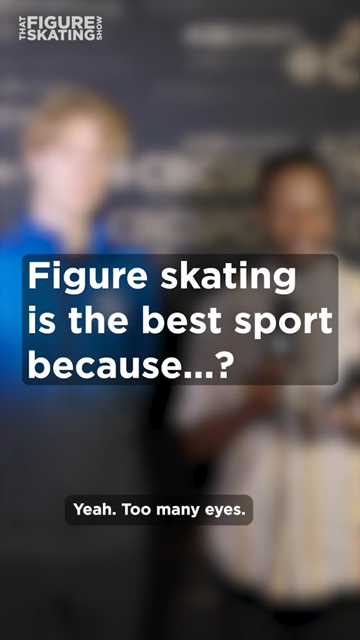 THAT FIGURE SKATING SHOW
Figure skating
is the best sport
because...?
Yeah. Too many eyes.